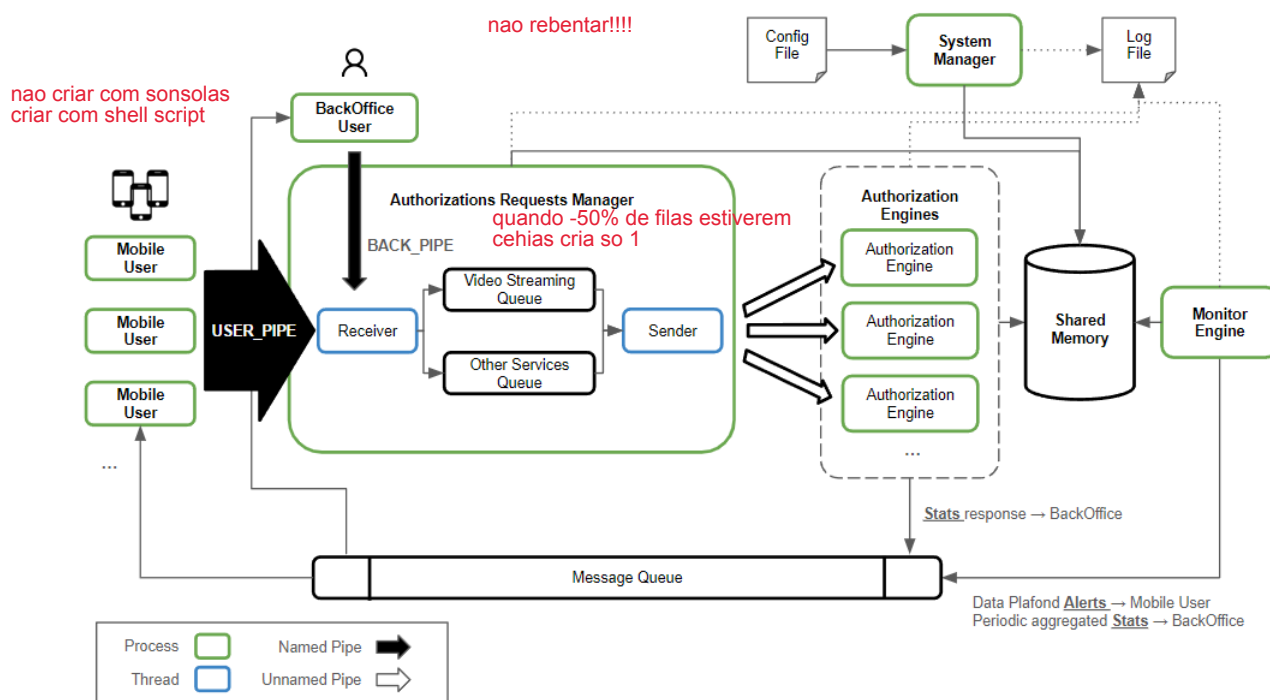 nao rebentar!!!!
Config
File
System
Manager
Log
File
nao criar com sonsolas
criar com shell script
BackOffice
User
Authorizations Requests Manager
quando -50% de filas estiverem
cehias cria so 1
BACK_PIPE
Authorization
Engines
Mobile
User
Mobile
User
Mobile
User
...
USER_PIPE
Receiver
Video Streaming
Queue
Other Services
Queue
Sender
Authorization
Engine
Authorization
Engine
Authorization
Engine
...
Shared
Memory
Monitor
Engine
Stats response → BackOffice
Message Queue
Data Plafond Alerts → Mobile User
Periodic aggregated Stats → BackOffice
Process
Named Pipe
Thread
Unnamed Pipe